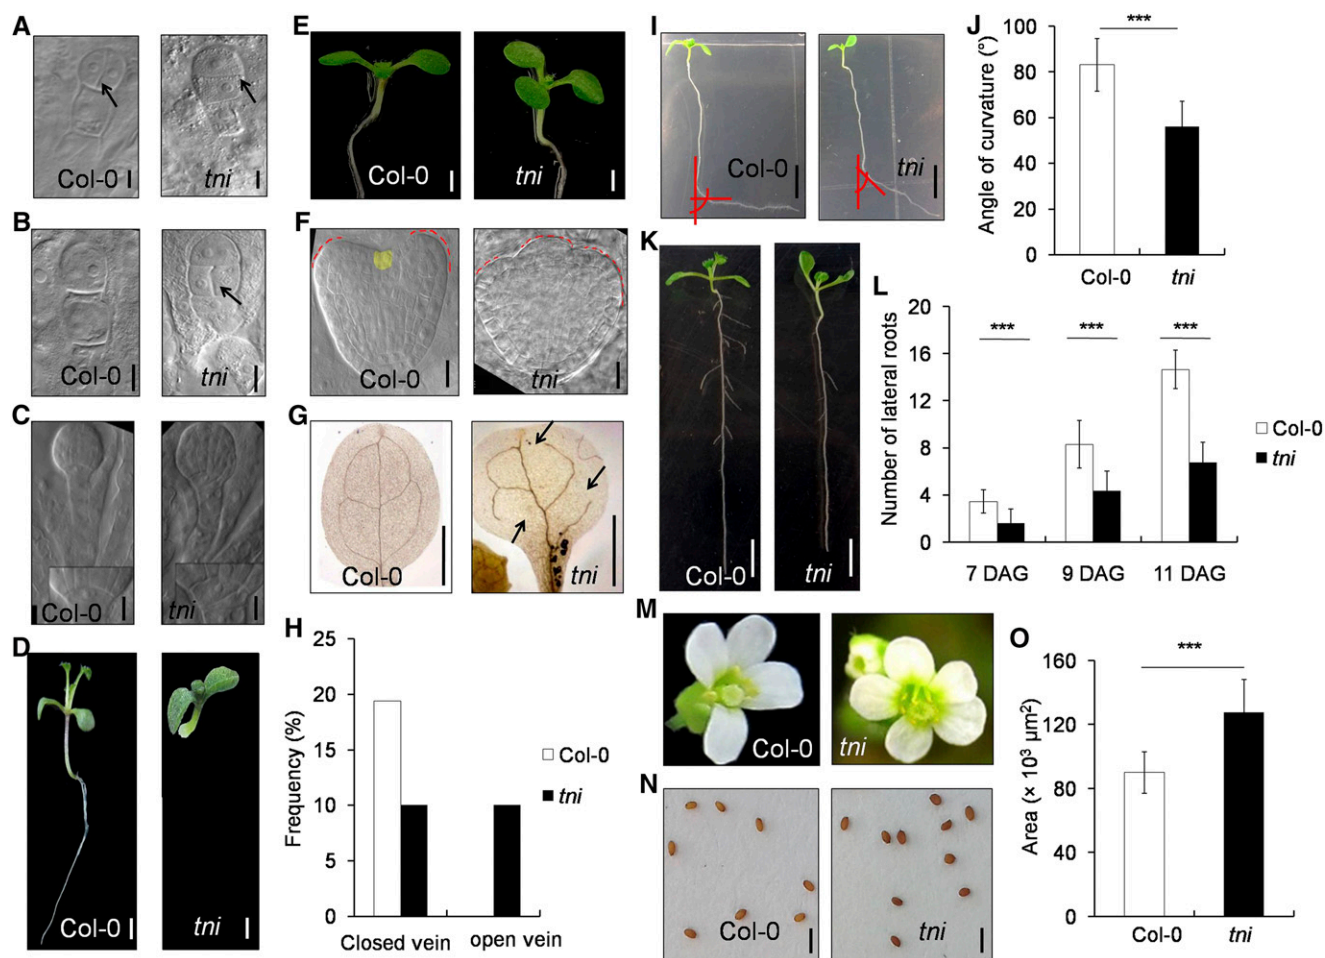 A
Col-0
tni
B
Col-0
tni
C
Col-0
tni
D
Col-0
tni
E
Col-0
tni
F
Col-0
tni
G
Col-0
tni
H
25
20
15
10
5
0
Frequency (%)
Closed vein
open vein
Col-0
tni
I
Col-0
tni
J
100
80
60
40
20
0
Angle of curvature (°)
***
Col-0
tni
K
Col-0
tni
L
20
16
12
8
4
0
Number of lateral roots
***
***
***
7 DAG
9 DAG
11 DAG
Col-0
tni
M
Col-0
tni
N
Col-0
tni
O
160
120
80
40
0
Area (× 10³ µm²)
***
Col-0
tni